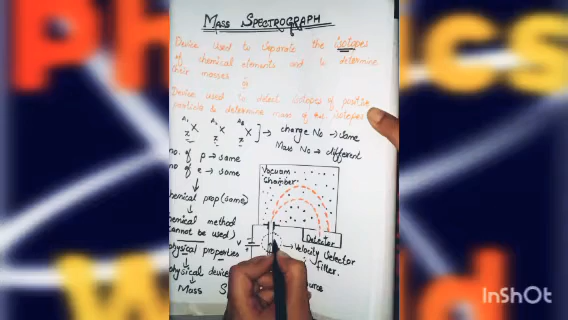 MASS SPECTROGRAPH
Device used to separate the isotopes
of chemical elements and to determine
their masses
Device used to detect isotopes of positive
particle & determine mass of the isotopes
A₁ X A₂ X A₃ X ] → charge No → same
z z z Mass No → different
no. of p → same
no of e → same
chemical prop (same)
chemical method
(cannot be used)
physical properties
physical device
Mass S
Vacuum
Chamber
Detector
V
Velocity Selector
filter.
InShOt